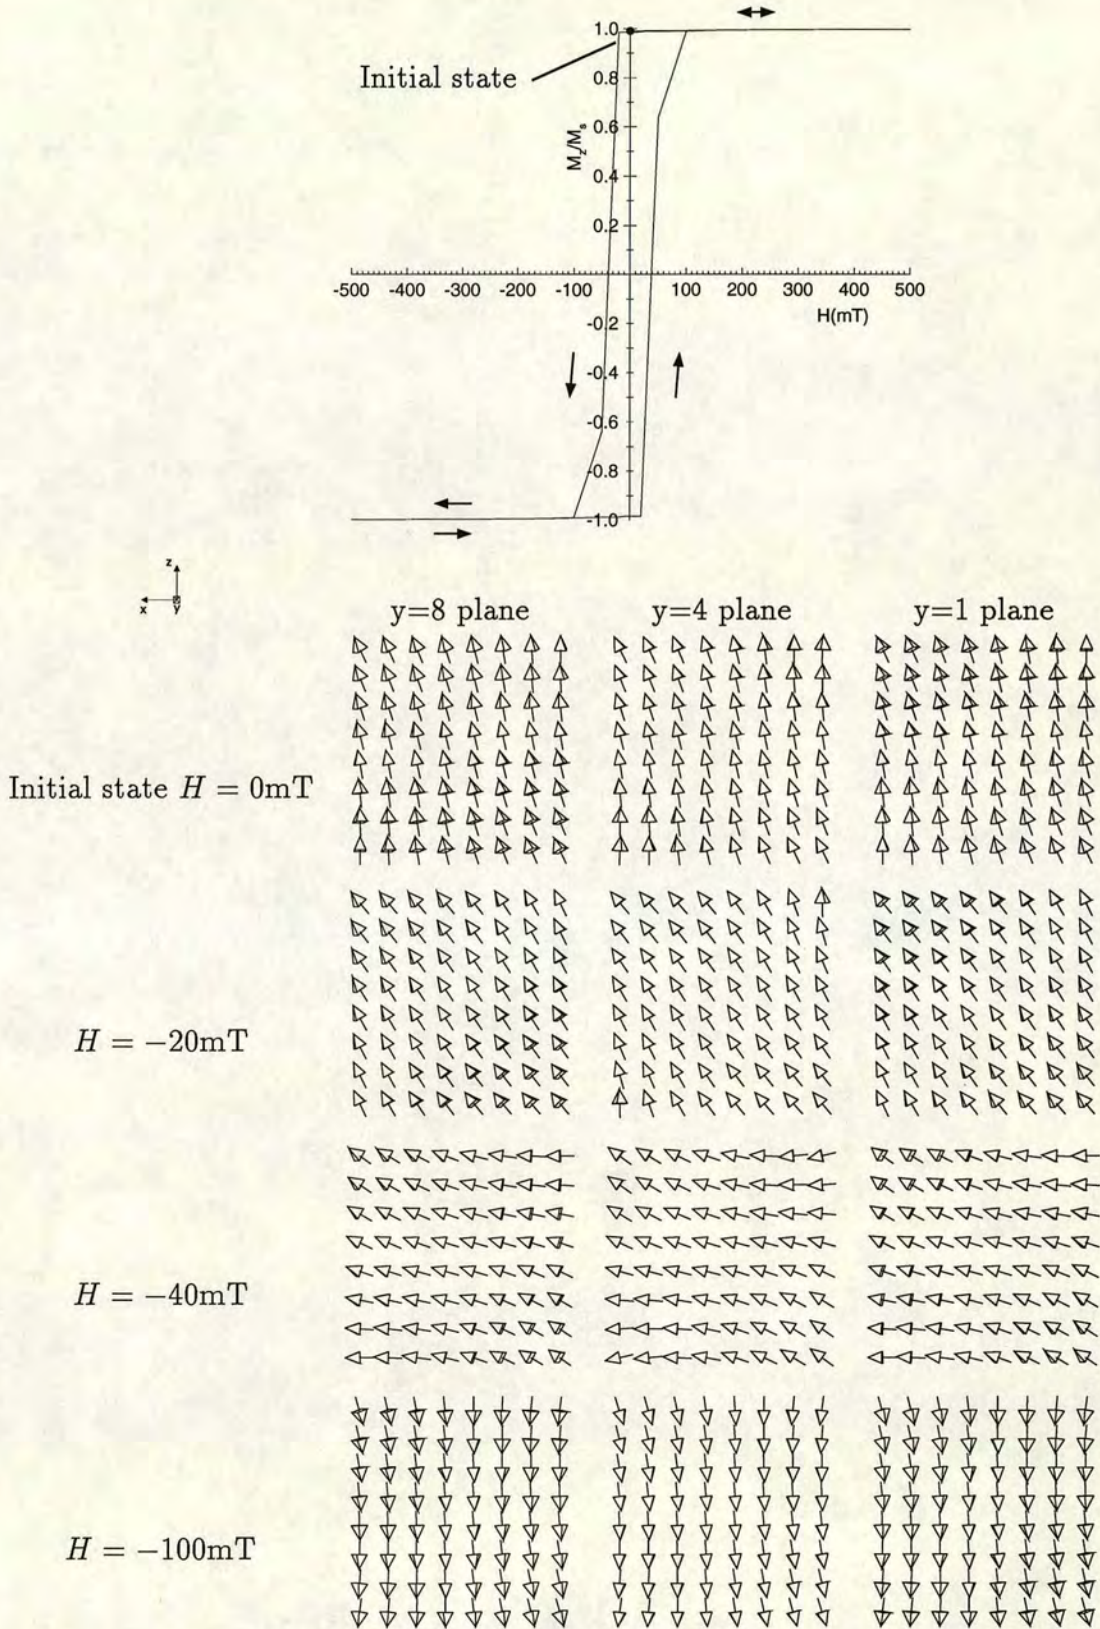 1.0
Initial state
0.8
0.6
M_z/M_s
0.4
0.2
-500 -400 -300 -200 -100 100 200 300 400 500
H(mT)
-0.2
-0.4
-0.6
-0.8
-1.0
z
x y
y=8 plane y=4 plane y=1 plane
Initial state H = 0mT
H = −20mT
H = −40mT
H = −100mT